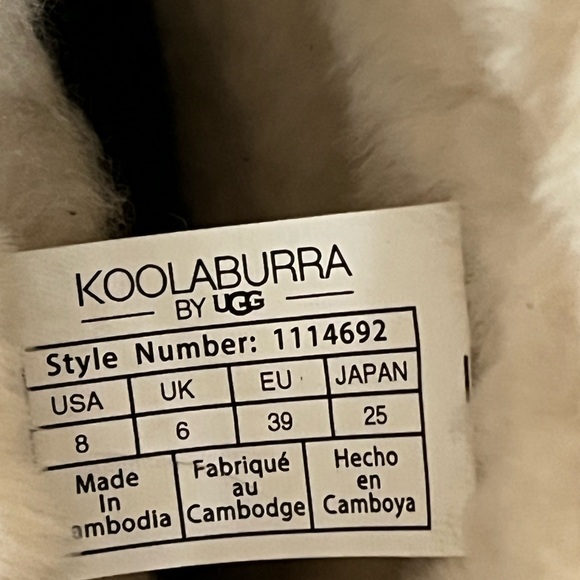 KOOLABURRA
BY UGG
Style Number: 1114692
USA UK EU JAPAN
8 6 39 25
Made In ambodia
Fabriqué au Cambodge
Hecho en Camboya